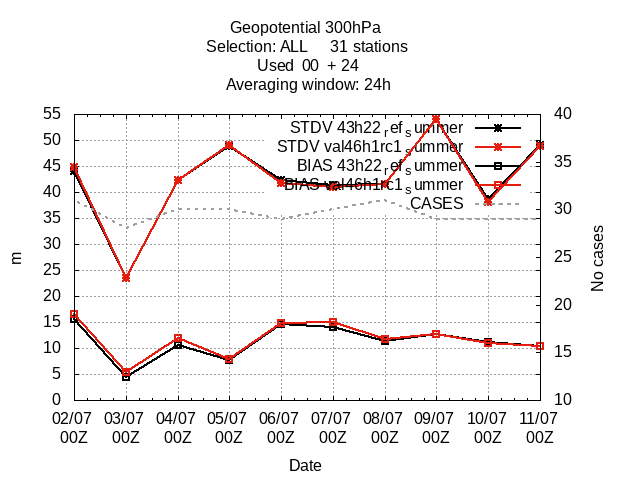 Geopotential 300hPa
Selection: ALL     31 stations
Used  00  + 24
Averaging window: 24h
STDV 43h22_ref_summer
STDV val46h1rc1_summer
BIAS 43h22_ref_summer
BIAS val46h1rc1_summer
CASES
m
55
50
45
40
35
30
25
20
15
10
5
0
No cases
40
35
30
25
20
15
10
02/07 03/07 04/07 05/07 06/07 07/07 08/07 09/07 10/07 11/07
00Z 00Z 00Z 00Z 00Z 00Z 00Z 00Z 00Z 00Z
Date